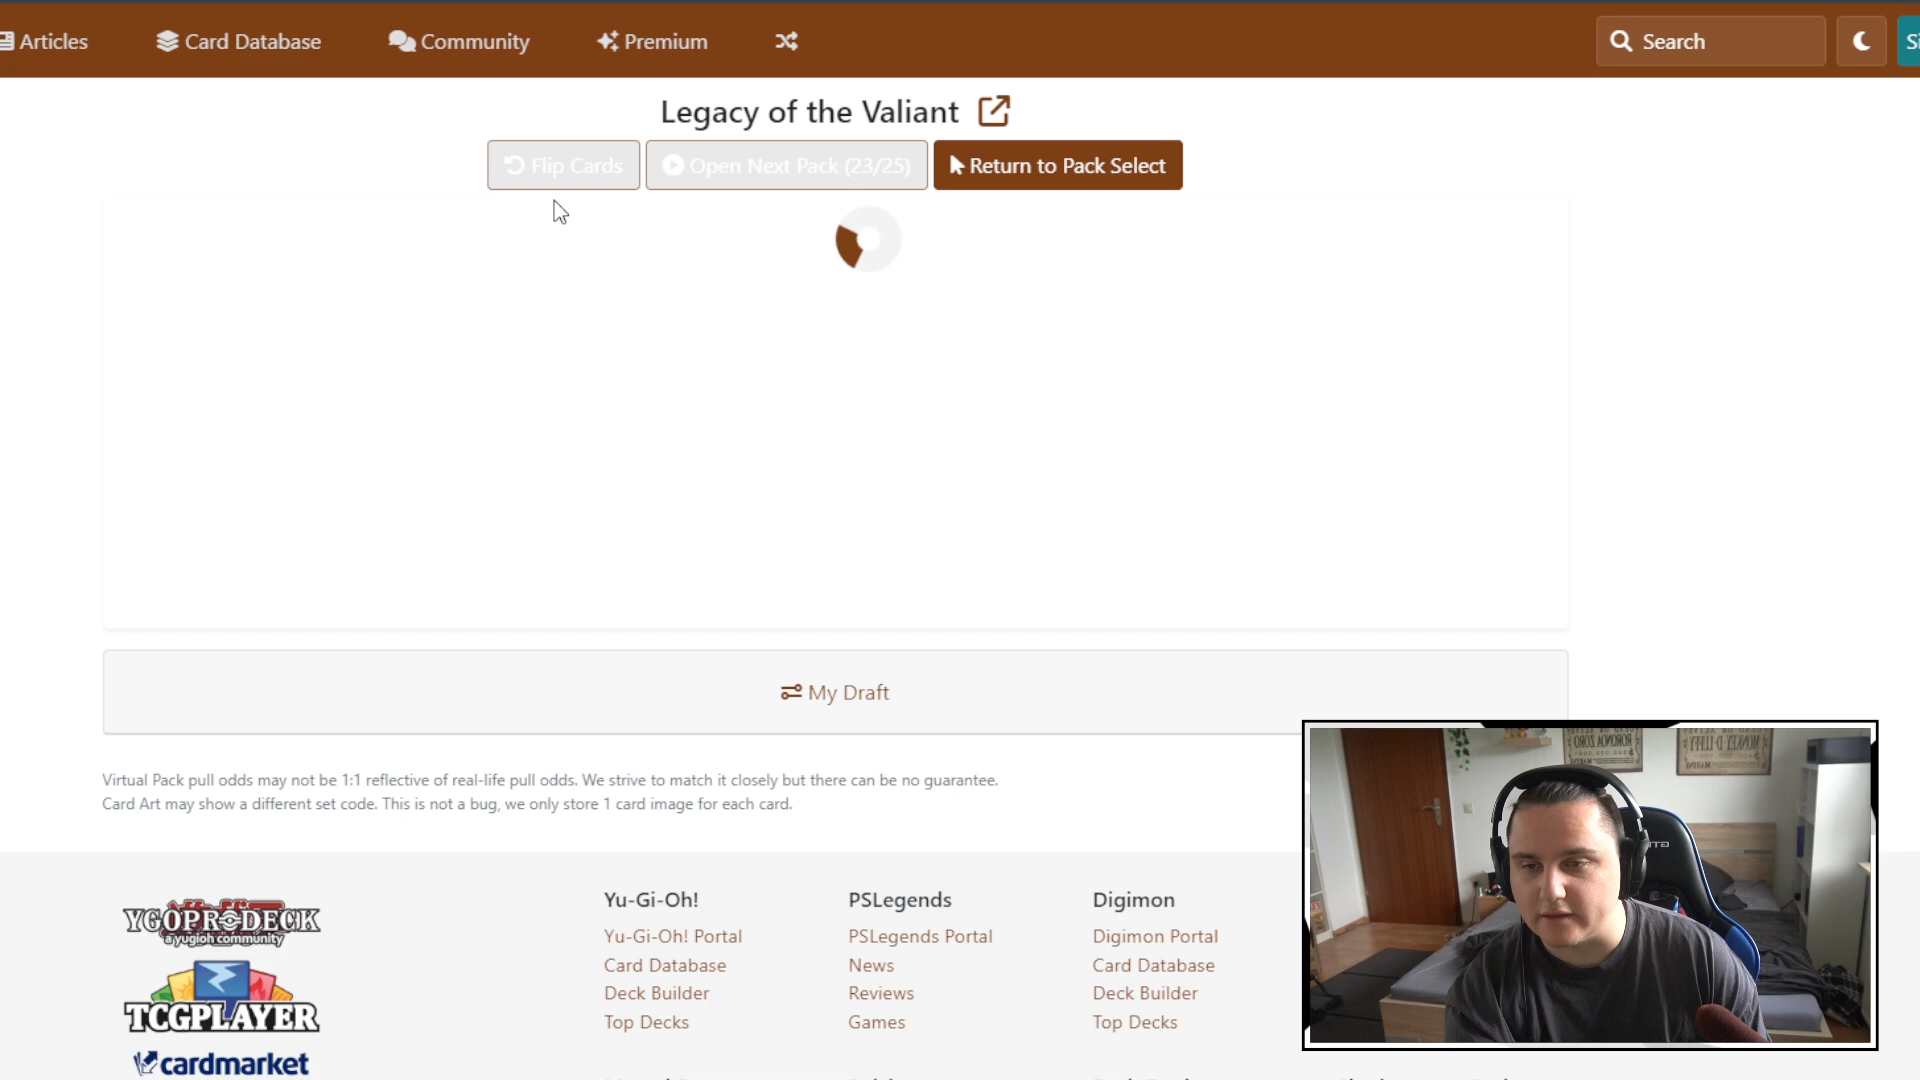 Articles
Card Database
Community
Premium
Search
Legacy of the Valiant
Flip Cards
Open Next Pack (23/25)
Return to Pack Select
My Draft
Virtual Pack pull odds may not be 1:1 reflective of real-life pull odds. We strive to match it closely but there can be no guarantee.
Card Art may show a different set code. This is not a bug, we only store 1 card image for each card.
YGOPRODECK
a yugioh community
TCGPLAYER
cardmarket
Yu-Gi-Oh!
Yu-Gi-Oh! Portal
Card Database
Deck Builder
Top Decks
PSLegends
PSLegends Portal
News
Reviews
Games
Digimon
Digimon Portal
Card Database
Deck Builder
Top Decks
RORONOA ZORO
MONKEY·D·LUFFY